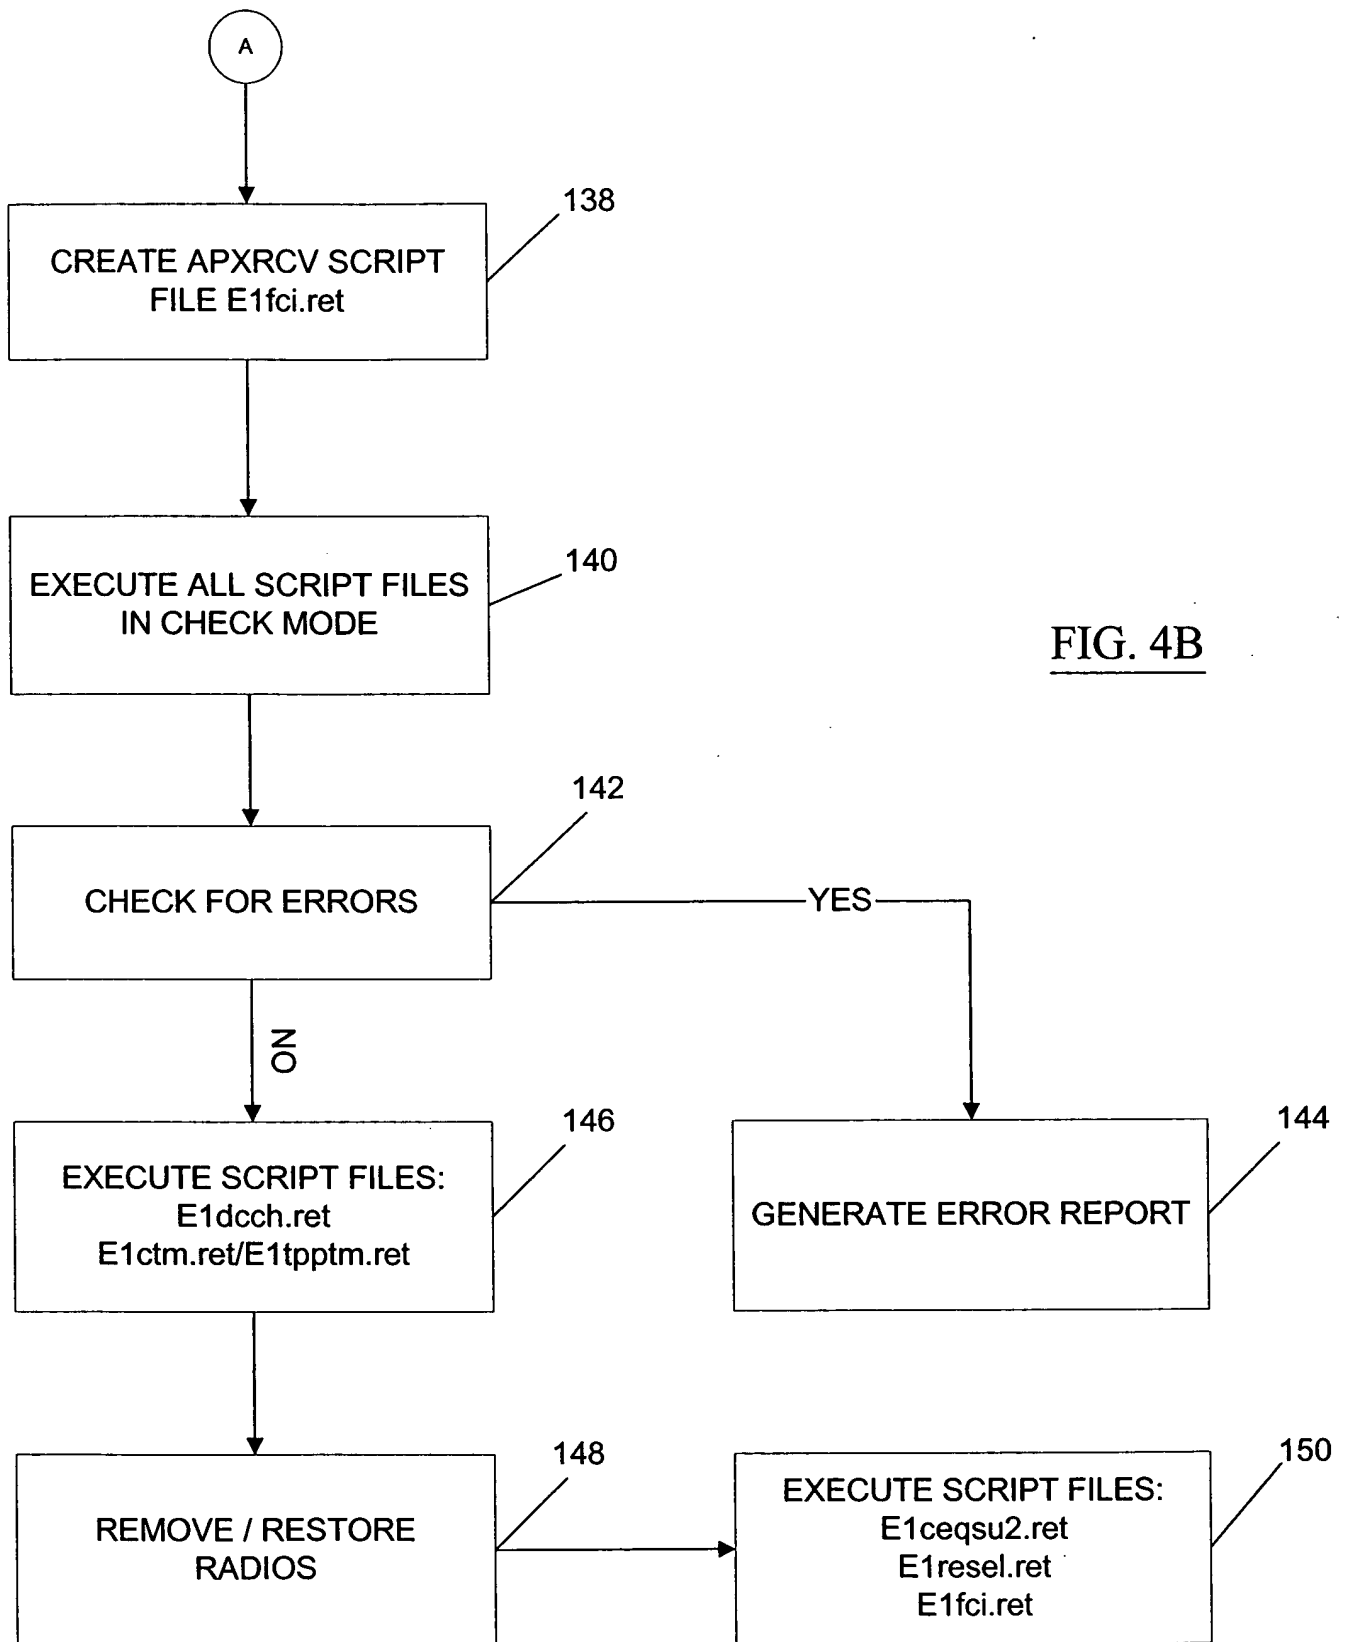 A
138
CREATE APXRCV SCRIPT
FILE E1fci.ret
140
EXECUTE ALL SCRIPT FILES
IN CHECK MODE
FIG. 4B
142
CHECK FOR ERRORS
YES
NO
146
EXECUTE SCRIPT FILES:
E1dcch.ret
E1ctm.ret/E1tpptm.ret
144
GENERATE ERROR REPORT
148
REMOVE / RESTORE
RADIOS
150
EXECUTE SCRIPT FILES:
E1ceqsu2.ret
E1resel.ret
E1fci.ret